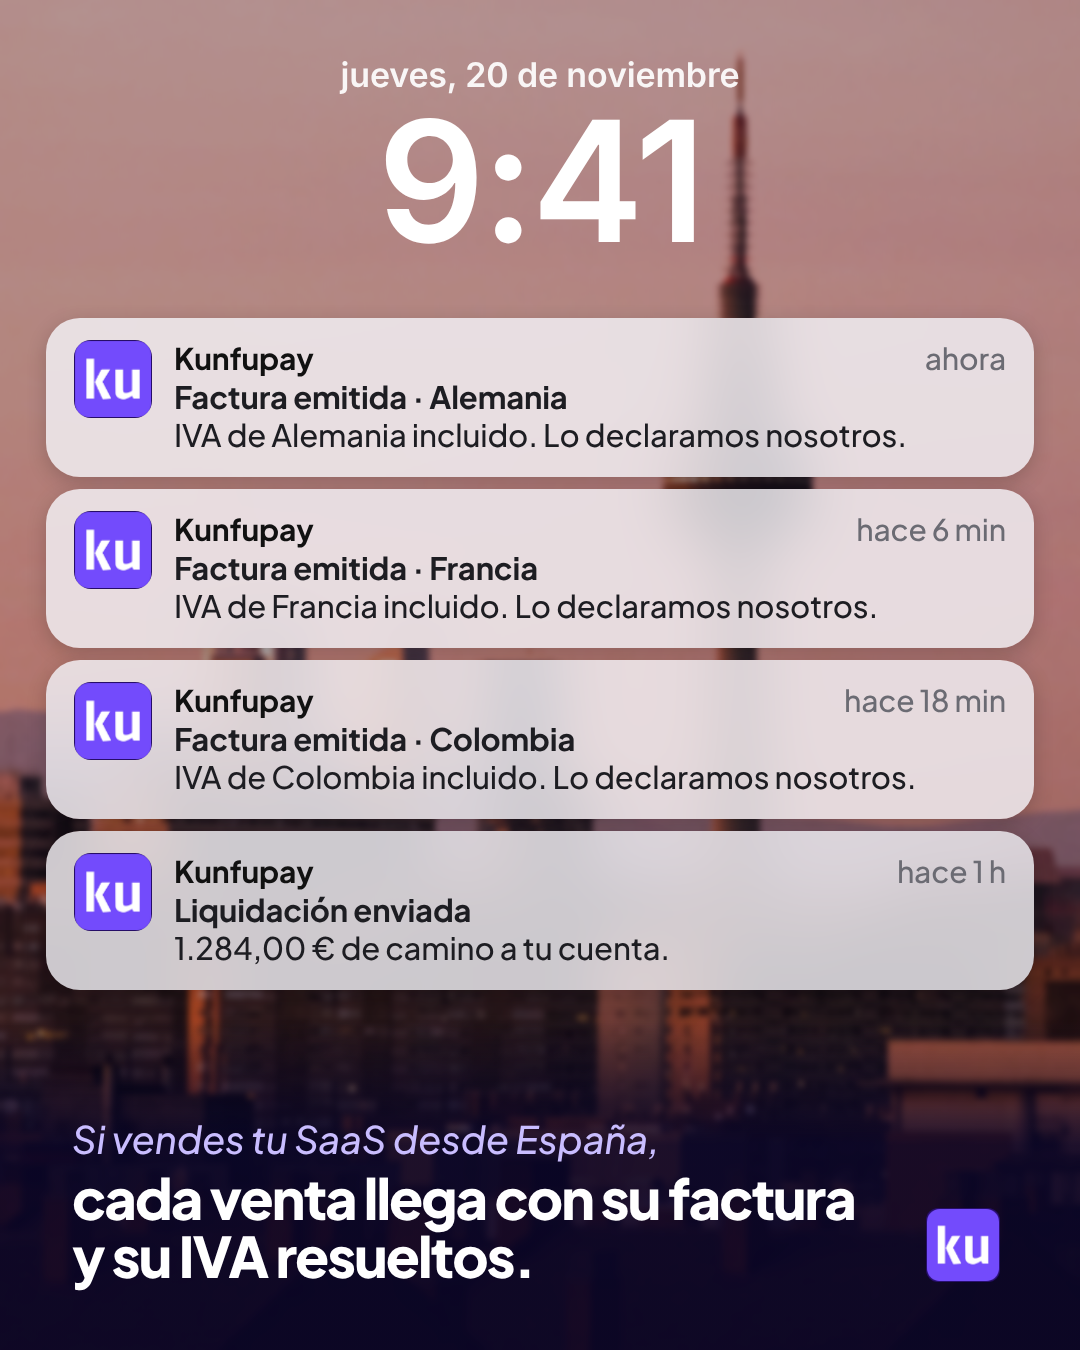 jueves, 20 de noviembre
9:41
ku
Kunfupay
ahora
Factura emitida · Alemania
IVA de Alemania incluido. Lo declaramos nosotros.
ku
Kunfupay
hace 6 min
Factura emitida · Francia
IVA de Francia incluido. Lo declaramos nosotros.
ku
Kunfupay
hace 18 min
Factura emitida · Colombia
IVA de Colombia incluido. Lo declaramos nosotros.
ku
Kunfupay
hace 1 h
Liquidación enviada
1.284,00 € de camino a tu cuenta.
Si vendes tu SaaS desde España,
cada venta llega con su factura
y su IVA resueltos.
ku